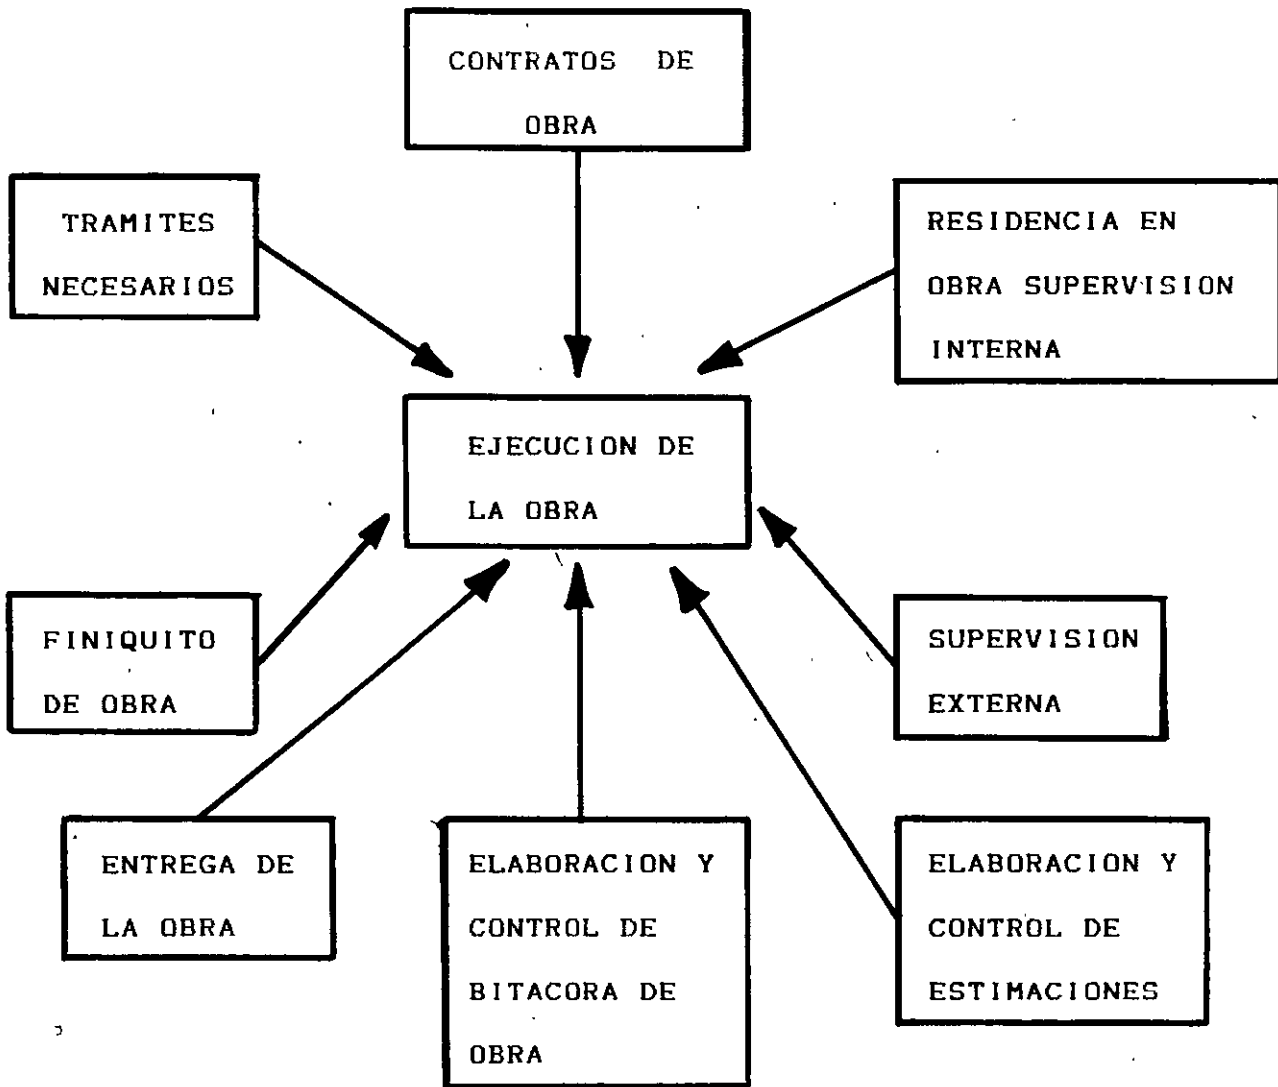 CONTRATOS DE
OBRA
TRAMITES
NECESARIOS
RESIDENCIA EN
OBRA SUPERVISION
INTERNA
EJECUCION DE
LA OBRA
FINIQUITO
DE OBRA
SUPERVISION
EXTERNA
ENTREGA DE
LA OBRA
ELABORACION Y
CONTROL DE
BITACORA DE
OBRA
ELABORACION Y
CONTROL DE
ESTIMACIONES